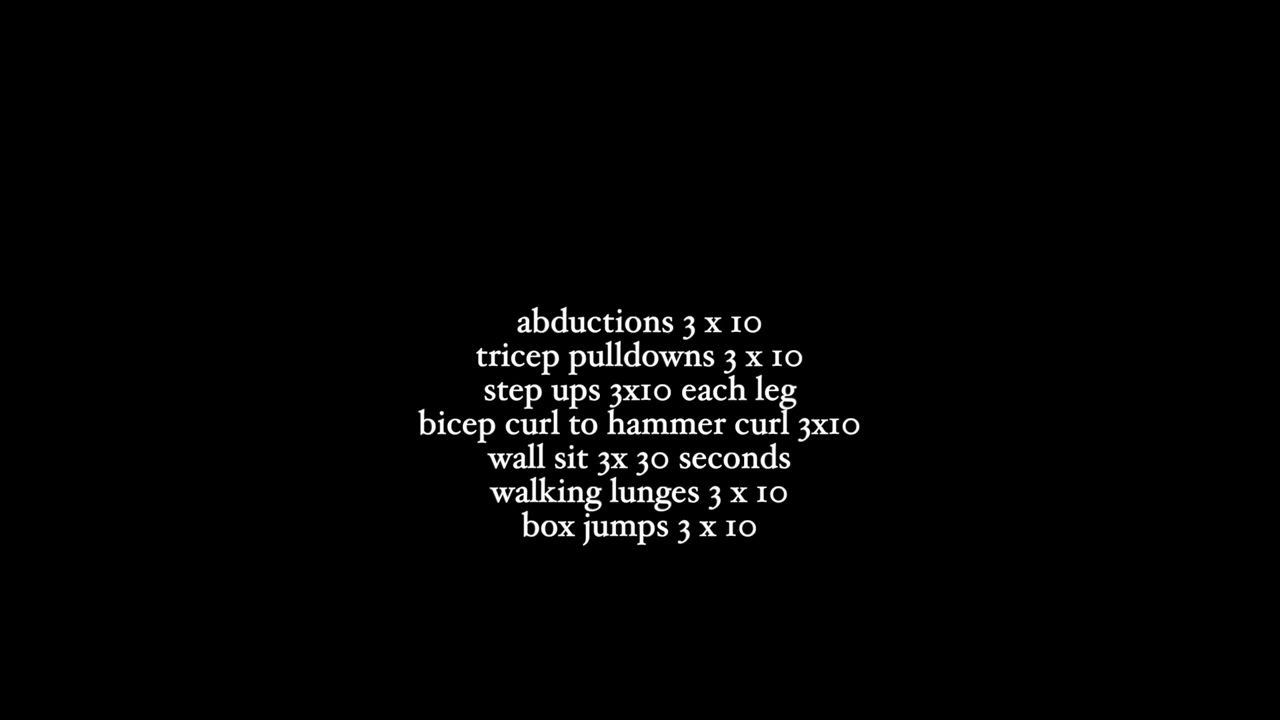 abductions 3 x 10
tricep pulldowns 3 x 10
step ups 3x10 each leg
bicep curl to hammer curl 3x10
wall sit 3x 30 seconds
walking lunges 3 x 10
box jumps 3 x 10